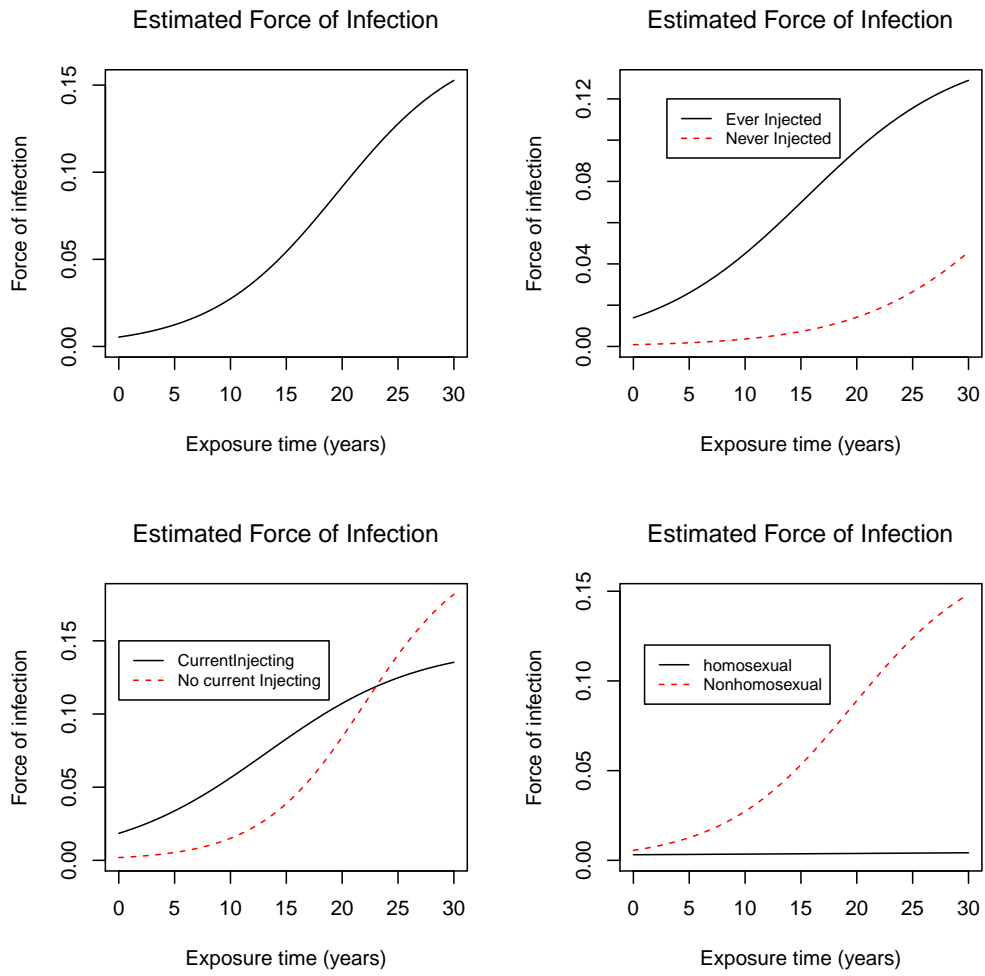 Estimated Force of Infection
Force of infection
0.15
0.10
0.05
0.00
0 5 10 15 20 25 30
Exposure time (years)
Estimated Force of Infection
Force of infection
0.12
0.08
0.04
0.00
Ever Injected
Never Injected
0 5 10 15 20 25 30
Exposure time (years)
Estimated Force of Infection
Force of infection
0.15
0.10
0.05
0.00
CurrentInjecting
No current Injecting
0 5 10 15 20 25 30
Exposure time (years)
Estimated Force of Infection
Force of infection
0.15
0.10
0.05
0.00
homosexual
Nonhomosexual
0 5 10 15 20 25 30
Exposure time (years)